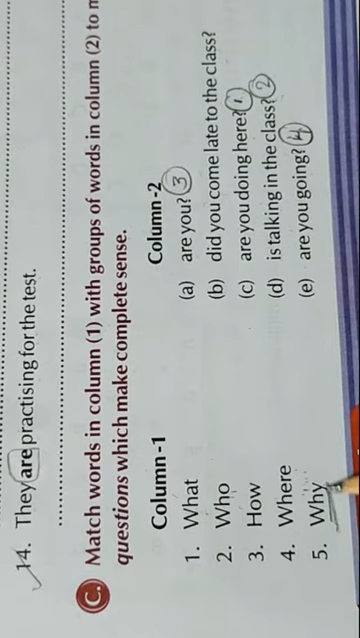 14. They are practising for the test.
C. Match words in column (1) with groups of words in column (2) to
questions which make complete sense.
Column -1 Column -2
1. What (a) are you? 3
2. Who (b) did you come late to the class?
3. How (c) are you doing here? 1
4. Where (d) is talking in the class? 2
5. Why (e) are you going? 4